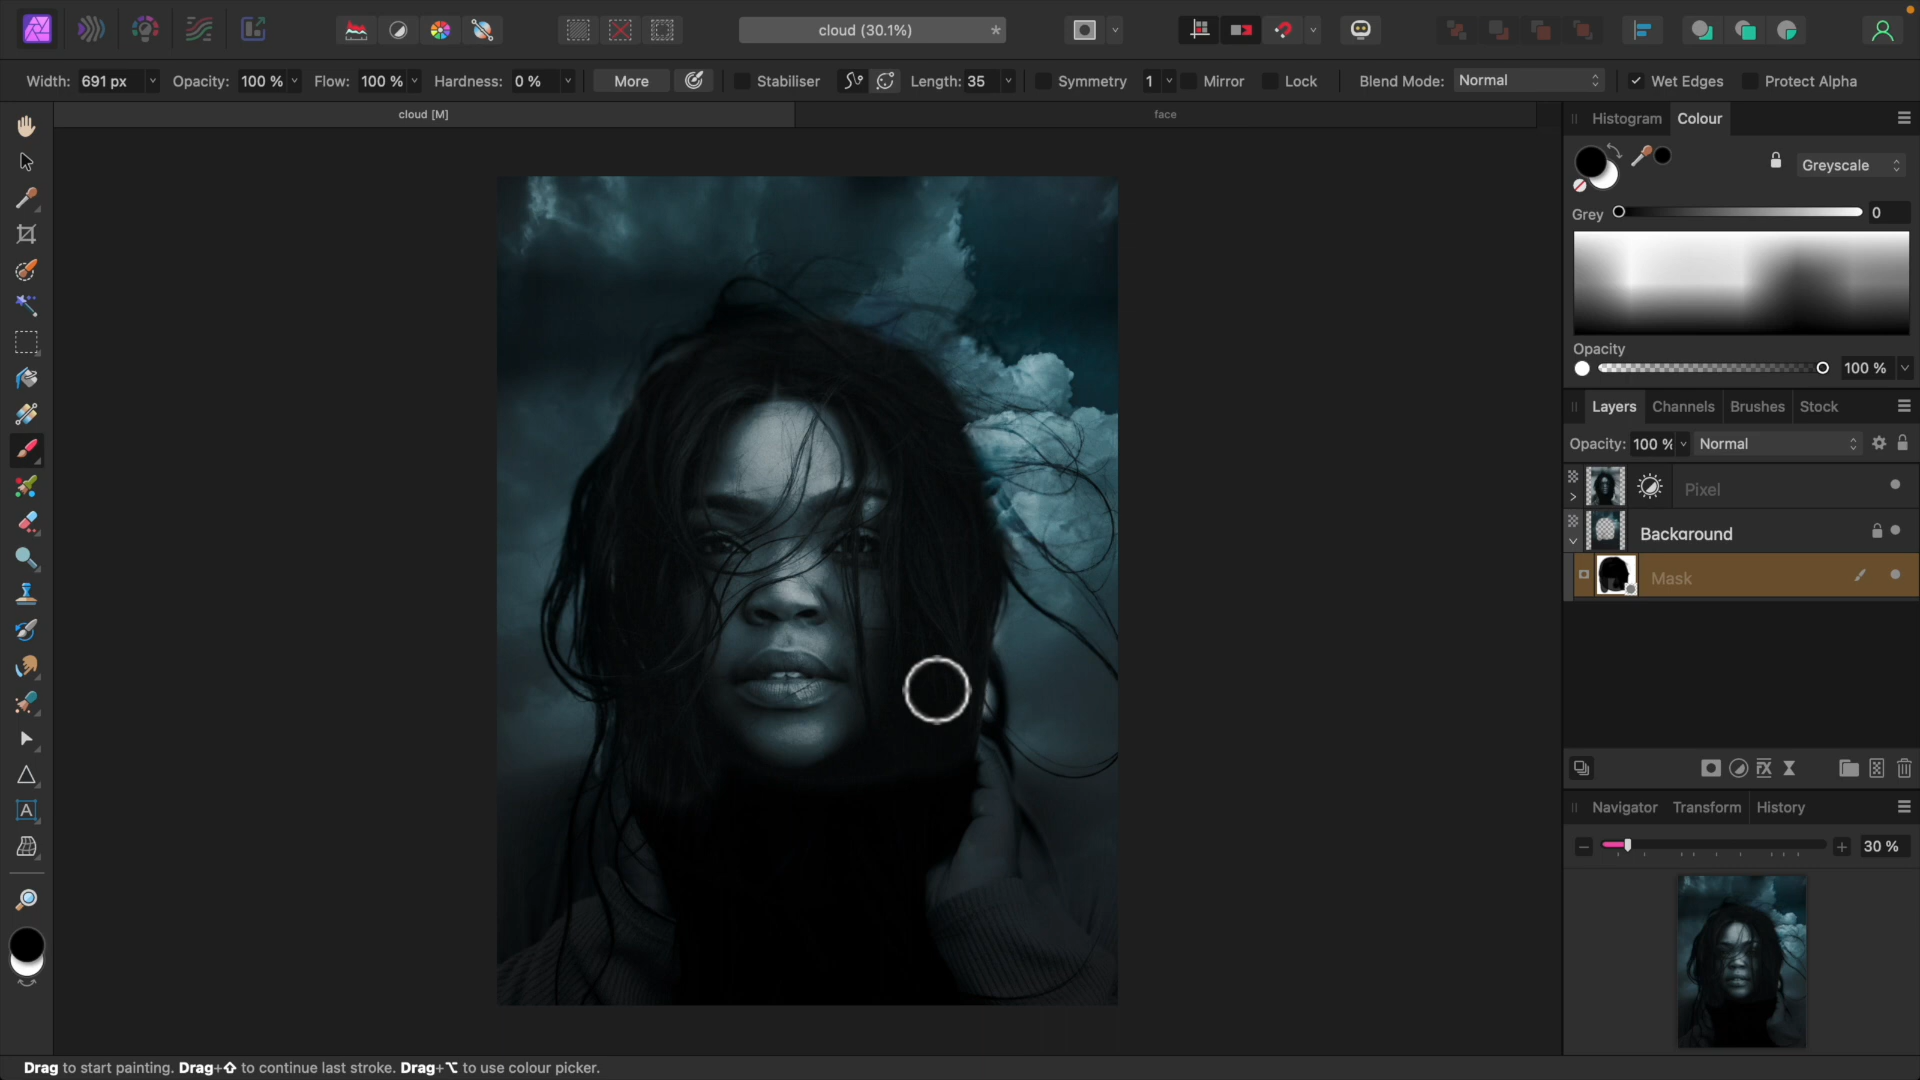 cloud (30.1%)
*
Width: 691 px Opacity: 100 % Flow: 100 % Hardness: 0 % More Stabiliser Length: 35 Symmetry 1 Mirror Lock Blend Mode: Normal Wet Edges Protect Alpha
cloud [M] face
Histogram Colour
Greyscale
Grey 0
Opacity
100 %
Layers Channels Brushes Stock
Opacity: 100 % Normal
Pixel
Background
Mask
Navigator Transform History
30 %
Drag to start painting. Drag+⇧ to continue last stroke. Drag+⌥ to use colour picker.